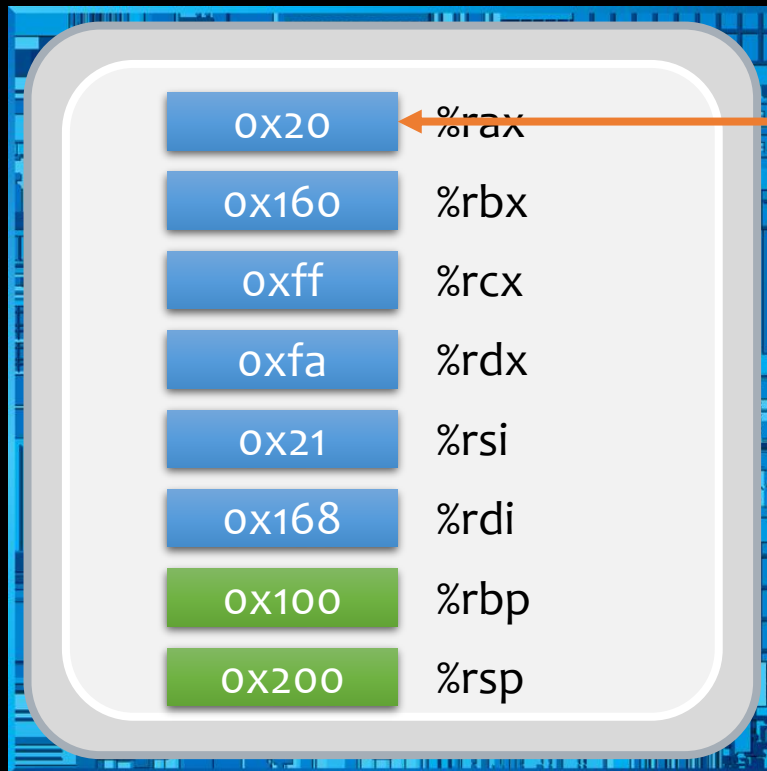 0x20 %rax
0x160 %rbx
0xff %rcx
0xfa %rdx
0x21 %rsi
0x168 %rdi
0x100 %rbp
0x200 %rsp